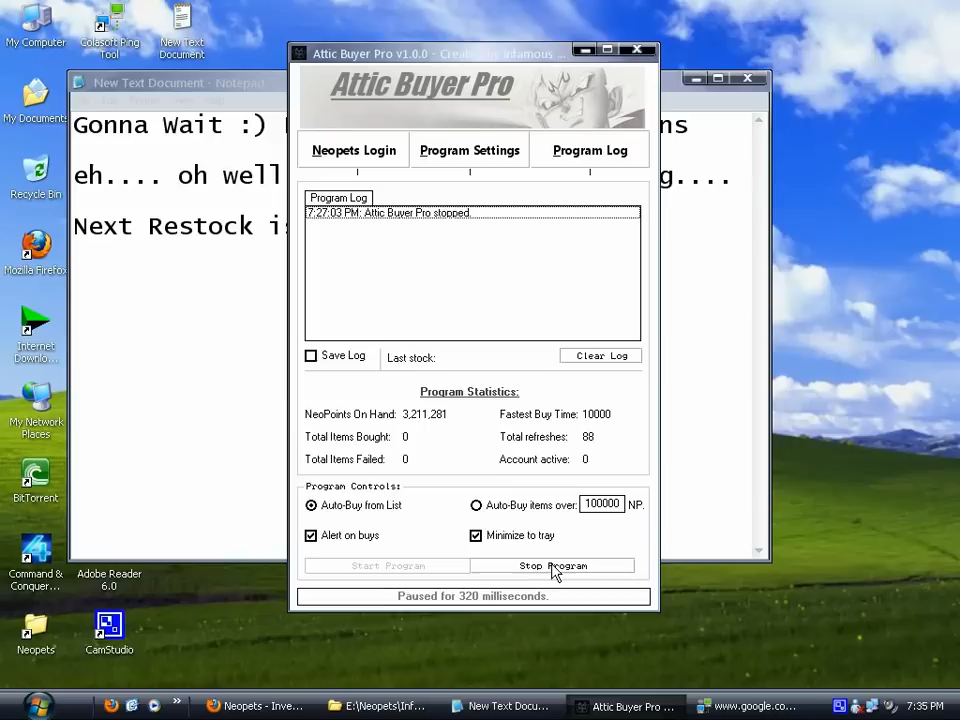 My Computer
Colasoft Ping Tool
New Text Document
My Documents
Recycle Bin
Mozilla Firefox
Internet Downlo...
My Network Places
BitTorrent
Command & Conquer...
Adobe Reader 6.0
Neopets
CamStudio
New Text Document - Notepad
Gonna Wait :)
ns
eh.... oh well
g....
Next Restock
Attic Buyer Pro v1.0.0 - Created by Infamous ...
Attic Buyer Pro
Neopets Login
Program Settings
Program Log
Program Log
7:27:03 PM: Attic Buyer Pro stopped.
Save Log
Last stock:
Clear Log
Program Statistics:
NeoPoints On Hand: 3,211,281
Fastest Buy Time: 10000
Total Items Bought: 0
Total refreshes: 88
Total Items Failed: 0
Account active: 0
Program Controls:
Auto-Buy from List
Auto-Buy items over: 100000 NP.
Alert on buys
Minimize to tray
Start Program
Stop Program
Paused for 320 milliseconds.
Neopets - Inve...
E:\Neopets\Inf...
New Text Docu...
Attic Buyer Pro ...
www.google.co...
7:35 PM